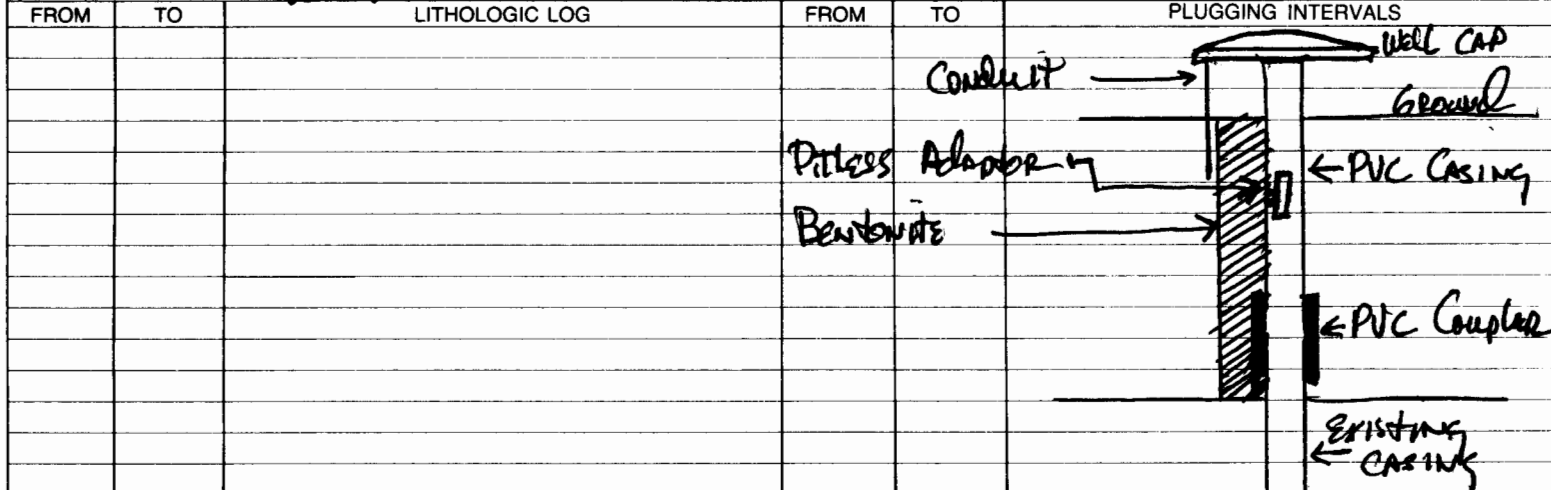 FROM TO LITHOLOGIC LOG FROM TO PLUGGING INTERVALS
Well CAP
Conduit
Ground
Pitless Adaptor
← PVC CASING
Bentonite
← PVC Coupler
Existing
← CASING